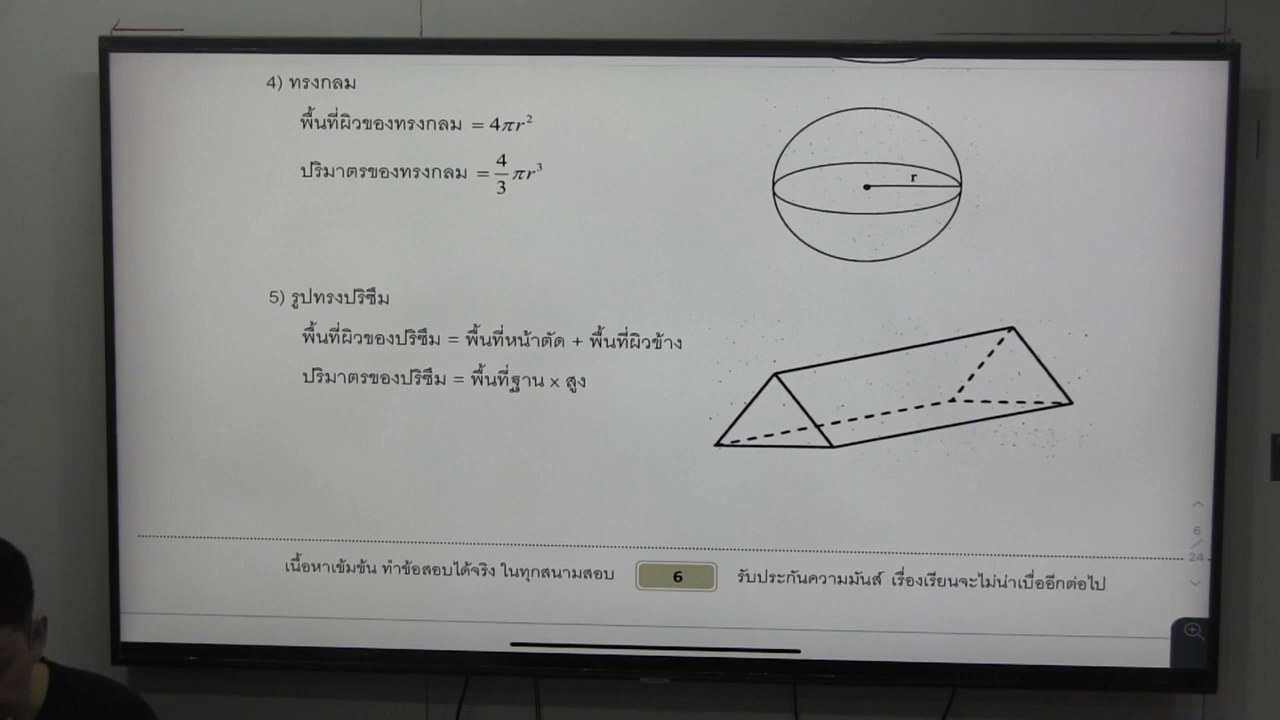 4) ทรงกลม
พื้นที่ผิวของทรงกลม = 4πr²
ปริมาตรของทรงกลม = 4/3 πr³
r
5) รูปทรงปริซึม
พื้นที่ผิวของปริซึม = พื้นที่หน้าตัด + พื้นที่ผิวข้าง
ปริมาตรของปริซึม = พื้นที่ฐาน x สูง
6
/
24
เนื้อหาเข้มข้น ทำข้อสอบได้จริง ในทุกสนามสอบ 6 รับประกันความมันส์ เรื่องเรียนจะไม่น่าเบื่ออีกต่อไป